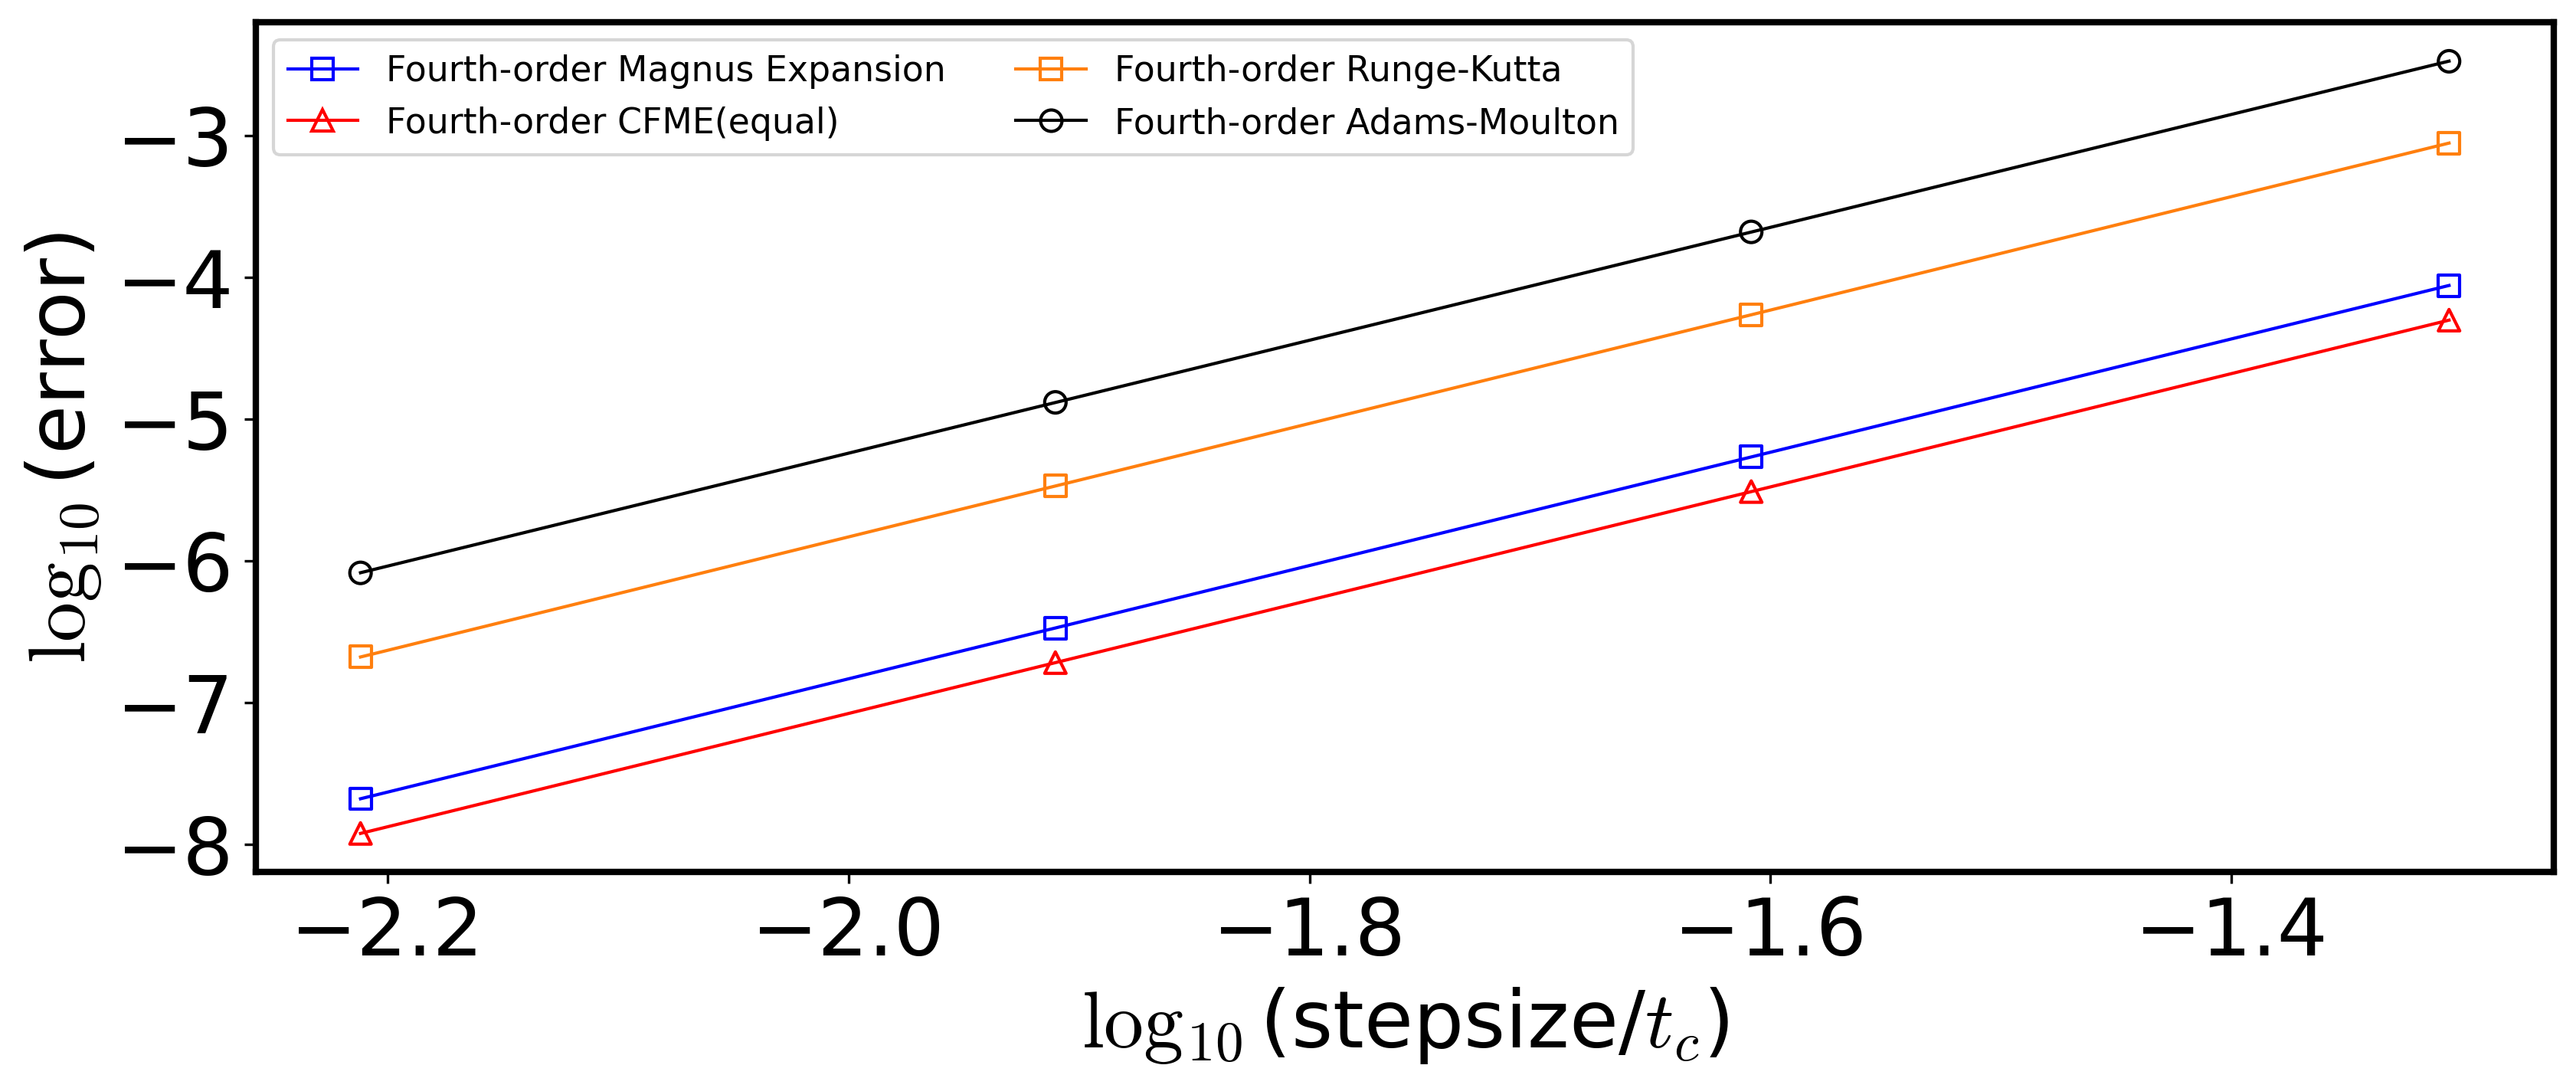 Fourth-order Magnus Expansion
Fourth-order CFME(equal)
Fourth-order Runge-Kutta
Fourth-order Adams-Moulton
log₁₀(error)
−3
−4
−5
−6
−7
−8
−2.2
−2.0
−1.8
−1.6
−1.4
log₁₀(stepsize/t_c)